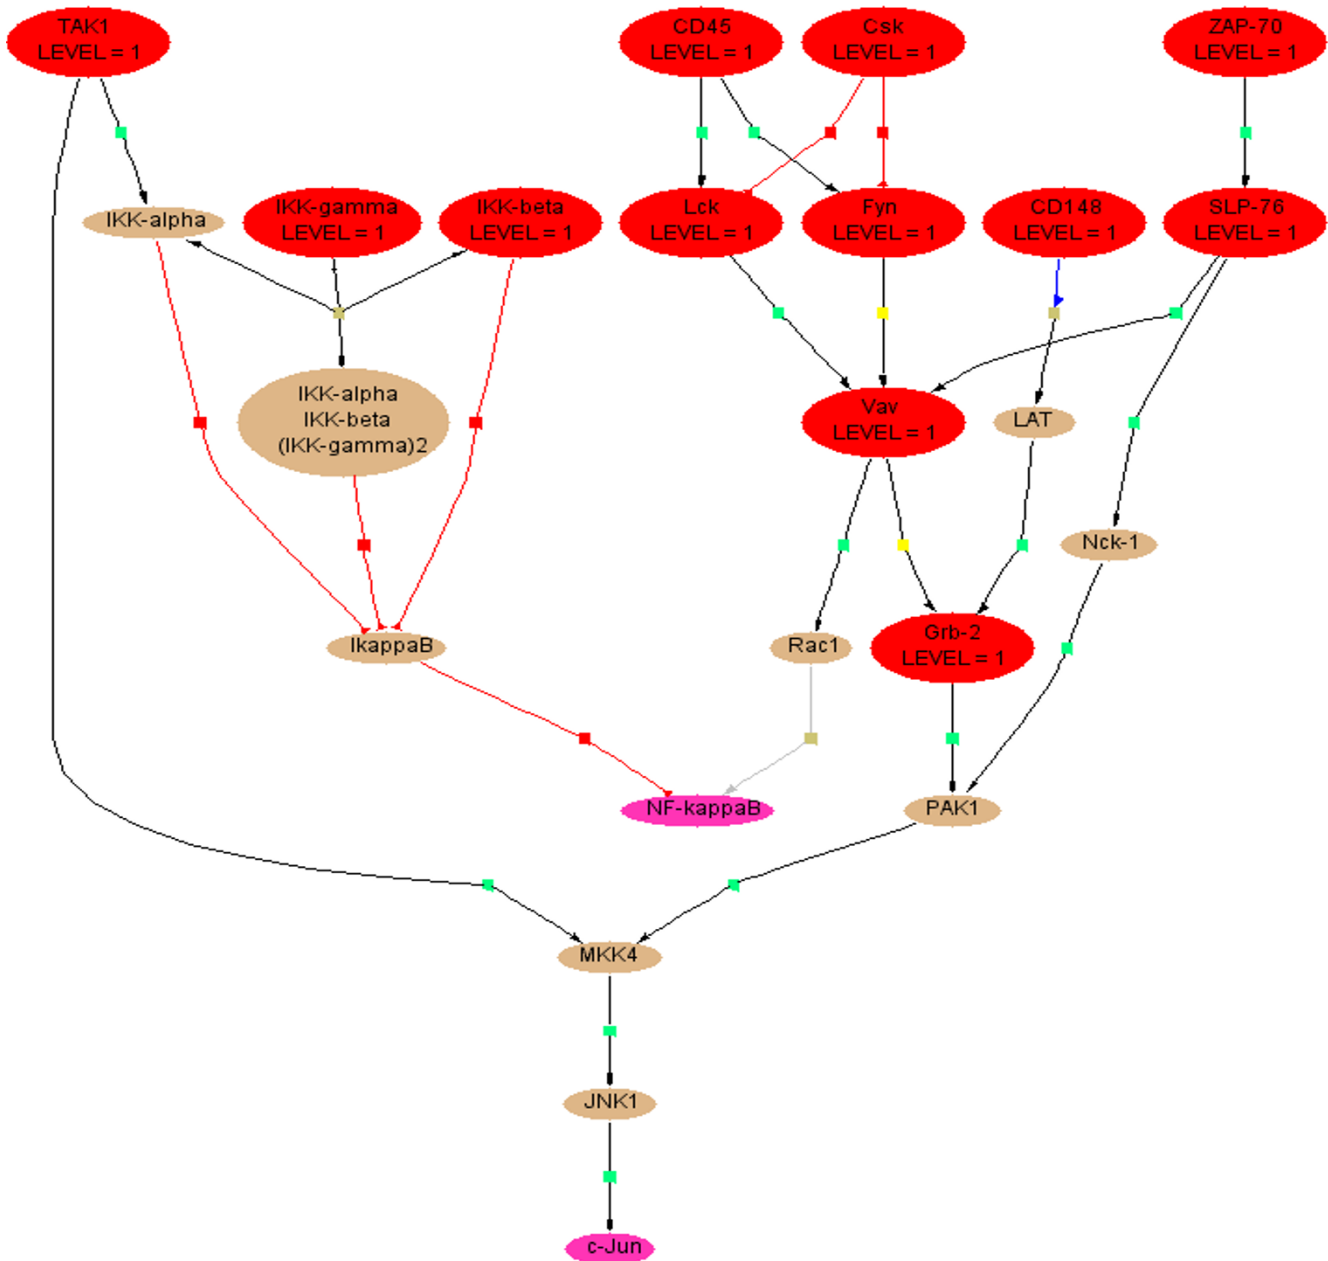 TAK1
LEVEL = 1
CD45
LEVEL = 1
Csk
LEVEL = 1
ZAP-70
LEVEL = 1
IKK-alpha
IKK-gamma
LEVEL = 1
IKK-beta
LEVEL = 1
Lck
LEVEL = 1
Fyn
LEVEL = 1
CD148
LEVEL = 1
SLP-76
LEVEL = 1
IKK-alpha
IKK-beta
(IKK-gamma)2
Vav
LEVEL = 1
LAT
Nck-1
IkappaB
Rac1
Grb-2
LEVEL = 1
NF-kappaB
PAK1
MKK4
JNK1
c-Jun